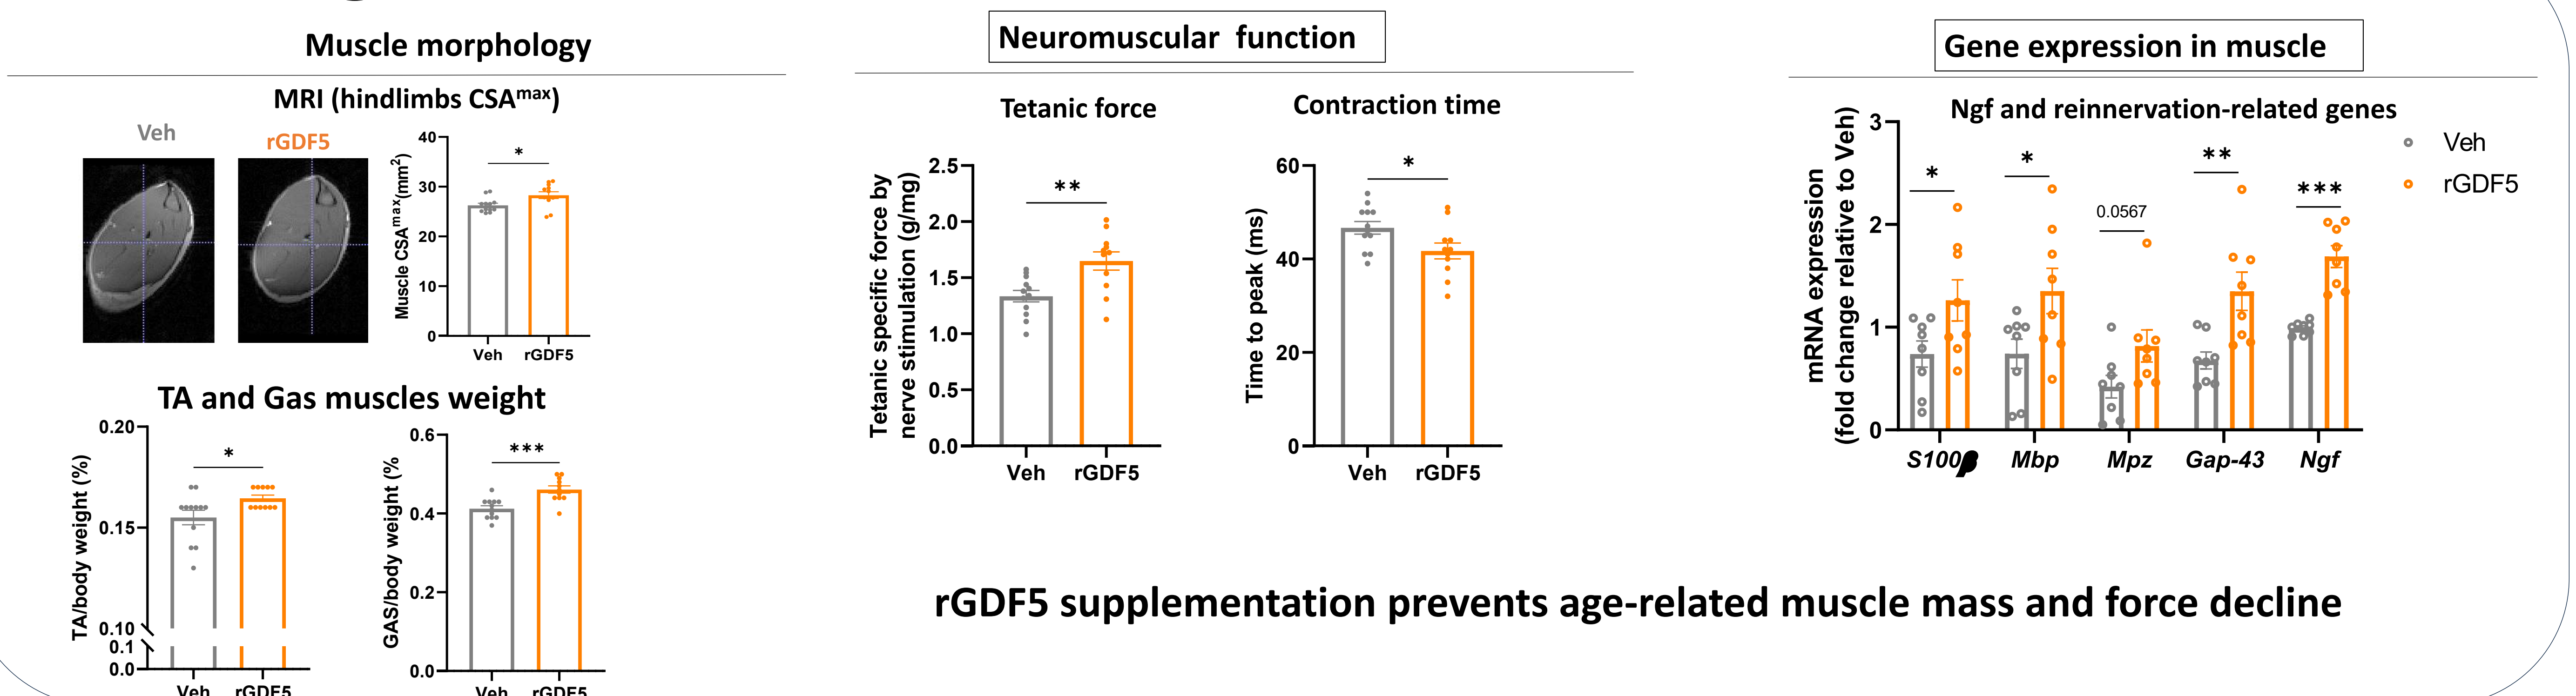 Muscle morphology
MRI (hindlimbs CSAmax)
Veh
rGDF5
Muscle CSAmax(mm2)
40
30
20
10
0
*
Veh
rGDF5
TA and Gas muscles weight
TA/body weight (%)
0.20
0.15
0.10
0.1
0.0
*
Veh
rGDF5
GAS/body weight (%
0.6
0.4
0.2
0.0
***
Veh
rGDF5
Neuromuscular function
Tetanic force
Tetanic specific force by
nerve stimulation (g/mg)
2.5
2.0
1.5
1.0
0.5
0.0
**
Veh
rGDF5
Contraction time
Time to peak (ms)
60
40
20
0
*
Veh
rGDF5
Gene expression in muscle
Ngf and reinnervation-related genes
mRNA expression
(fold change relative to Veh)
3
2
1
0
*
*
0.0567
**
***
S100β
Mbp
Mpz
Gap-43
Ngf
Veh
rGDF5
rGDF5 supplementation prevents age-related muscle mass and force decline